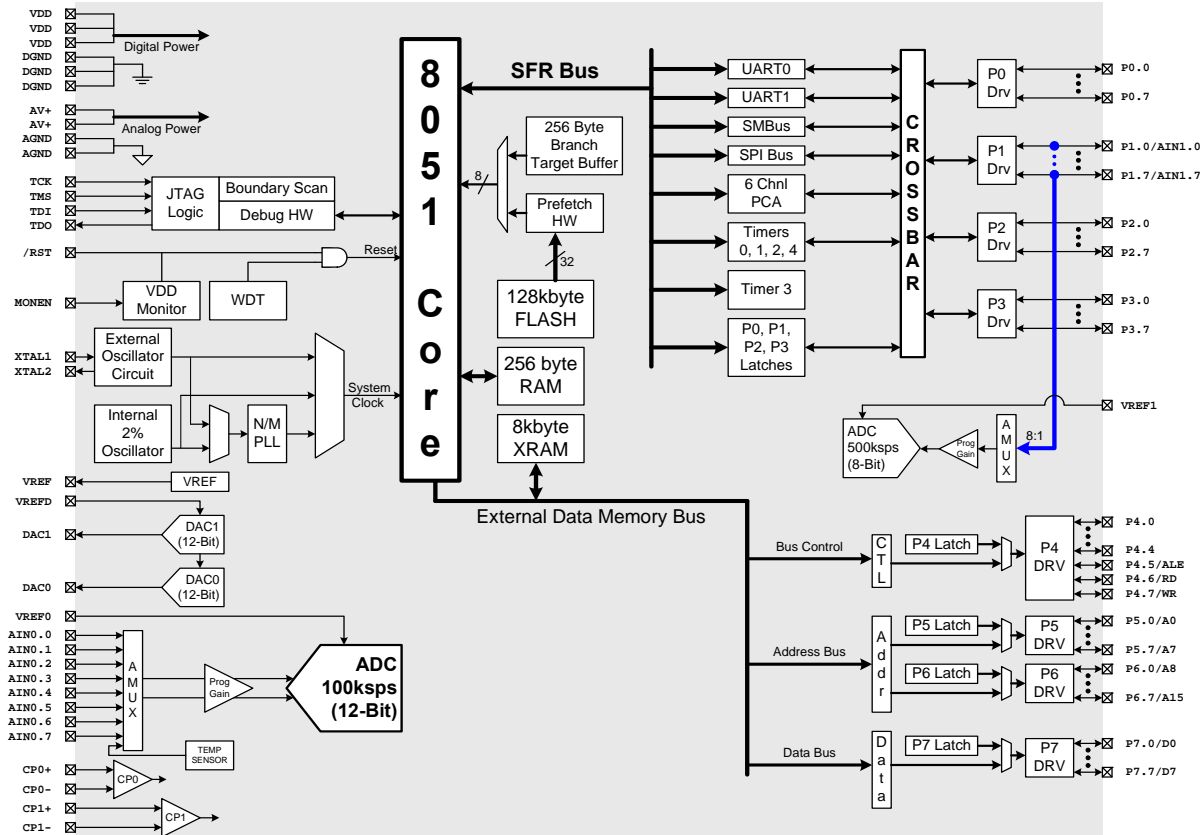 VDD
VDD
VDD
DGND
DGND
DGND
Digital Power
AV+
AV+
AGND
AGND
Analog Power
TCK
TMS
TDI
TDO
JTAG
Logic
Boundary Scan
Debug HW
/RST
Reset
MONEN
VDD
Monitor
WDT
XTAL1
XTAL2
External
Oscillator
Circuit
Internal
2%
Oscillator
N/M
PLL
System
Clock
VREF
VREF
VREFD
DAC1
DAC1
(12-Bit)
DAC0
DAC0
(12-Bit)
VREF0
AIN0.0
AIN0.1
AIN0.2
AIN0.3
AIN0.4
AIN0.5
AIN0.6
AIN0.7
AMUX
Prog
Gain
ADC
100ksps
(12-Bit)
TEMP
SENSOR
CP0+
CP0-
CP0
CP1+
CP1-
CP1
8051 Core
SFR Bus
256 Byte
Branch
Target Buffer
8
Prefetch
HW
32
128kbyte
FLASH
256 byte
RAM
8kbyte
XRAM
External Data Memory Bus
UART0
UART1
SMBus
SPI Bus
6 Chnl
PCA
Timers
0, 1, 2, 4
Timer 3
P0, P1,
P2, P3
Latches
CROSSBAR
P0
Drv
P0.0
P0.7
P1
Drv
P1.0/AIN1.0
P1.7/AIN1.7
P2
Drv
P2.0
P2.7
P3
Drv
P3.0
P3.7
VREF1
ADC
500ksps
(8-Bit)
Prog
Gain
AMUX
8:1
Bus Control
CTL
P4 Latch
P4
DRV
P4.0
P4.4
P4.5/ALE
P4.6/RD
P4.7/WR
Address Bus
Addr
P5 Latch
P5
DRV
P5.0/A0
P5.7/A7
P6 Latch
P6
DRV
P6.0/A8
P6.7/A15
Data Bus
Data
P7 Latch
P7
DRV
P7.0/D0
P7.7/D7